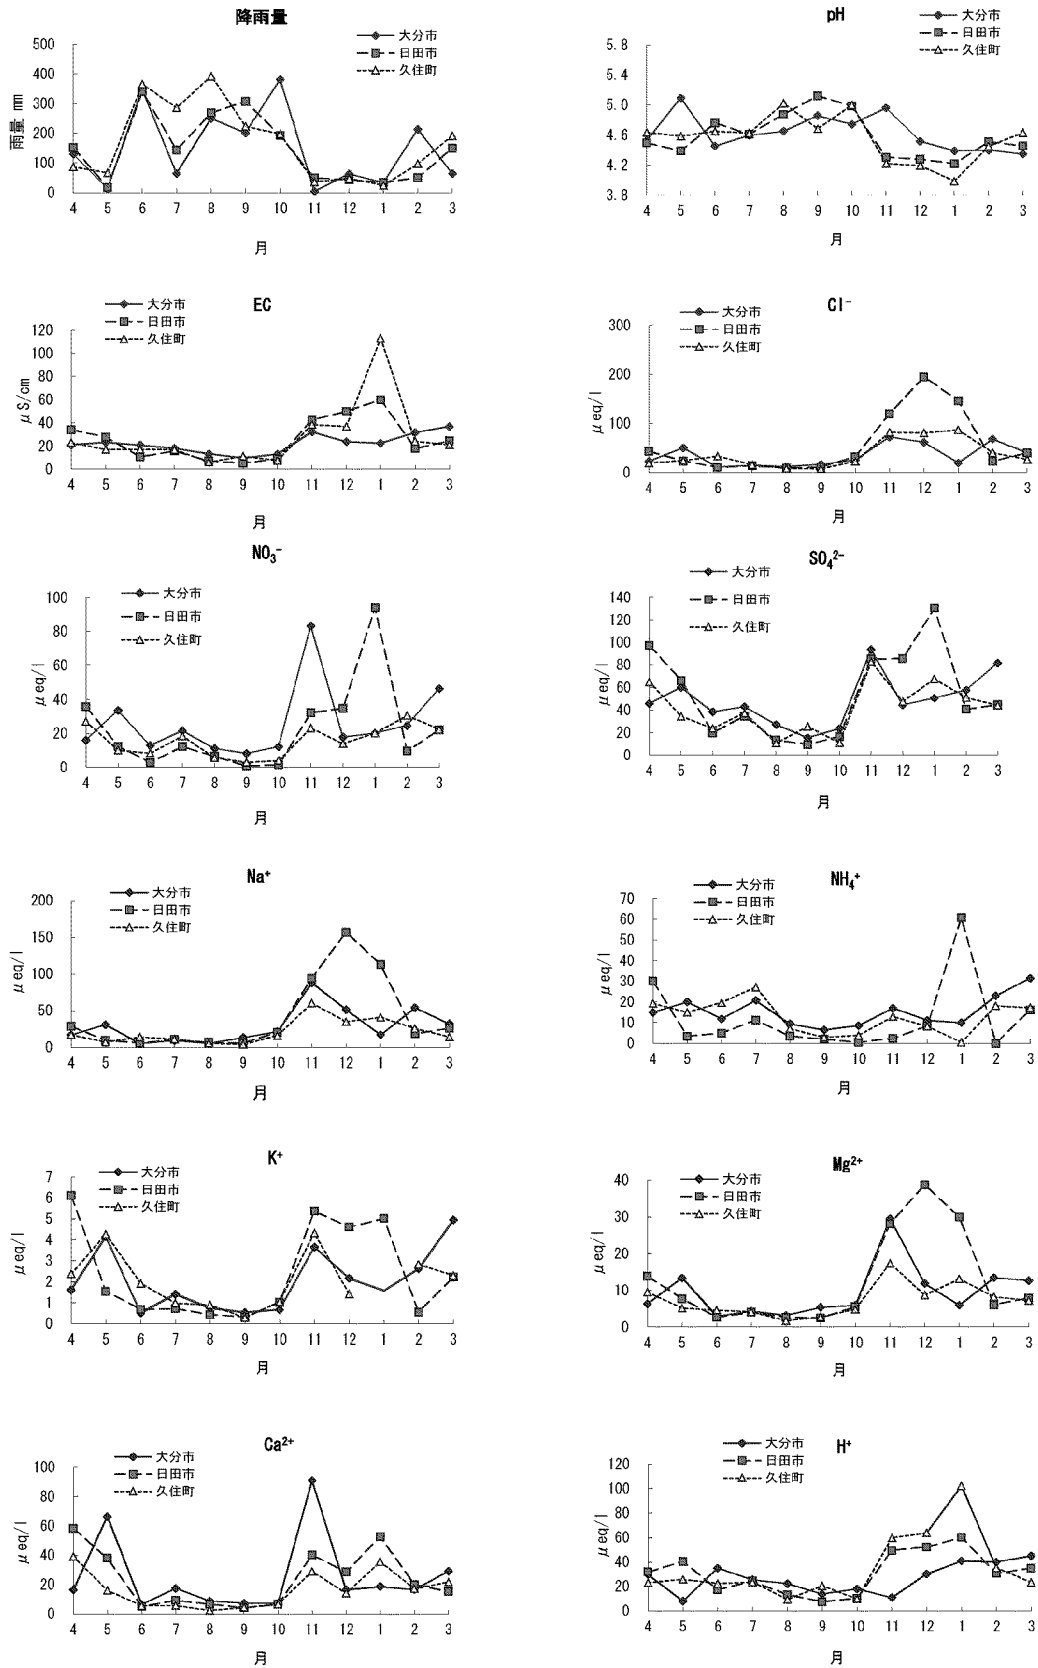 降雨量
大分市
日田市
久住町
雨量 mm
500
400
300
200
100
0
4 5 6 7 8 9 10 11 12 1 2 3
月
pH
大分市
日田市
久住町
5.8
5.4
5.0
4.6
4.2
3.8
4 5 6 7 8 9 10 11 12 1 2 3
月
EC
大分市
日田市
久住町
μS/cm
120
100
80
60
40
20
0
4 5 6 7 8 9 10 11 12 1 2 3
月
Cl⁻
大分市
日田市
久住町
μeq/l
300
200
100
0
4 5 6 7 8 9 10 11 12 1 2 3
月
NO₃⁻
大分市
日田市
久住町
μeq/l
100
80
60
40
20
0
4 5 6 7 8 9 10 11 12 1 2 3
月
SO₄²⁻
大分市
日田市
久住町
μeq/l
140
120
100
80
60
40
20
0
4 5 6 7 8 9 10 11 12 1 2 3
月
Na⁺
大分市
日田市
久住町
μeq/l
200
150
100
50
0
4 5 6 7 8 9 10 11 12 1 2 3
月
NH₄⁺
大分市
日田市
久住町
μeq/l
70
60
50
40
30
20
10
0
4 5 6 7 8 9 10 11 12 1 2 3
月
K⁺
大分市
日田市
久住町
μeq/l
7
6
5
4
3
2
1
0
4 5 6 7 8 9 10 11 12 1 2 3
月
Mg²⁺
大分市
日田市
久住町
μeq/l
40
30
20
10
0
4 5 6 7 8 9 10 11 12 1 2 3
月
Ca²⁺
大分市
日田市
久住町
μeq/l
100
80
60
40
20
0
4 5 6 7 8 9 10 11 12 1 2 3
月
H⁺
大分市
日田市
久住町
μeq/l
120
100
80
60
40
20
0
4 5 6 7 8 9 10 11 12 1 2 3
月